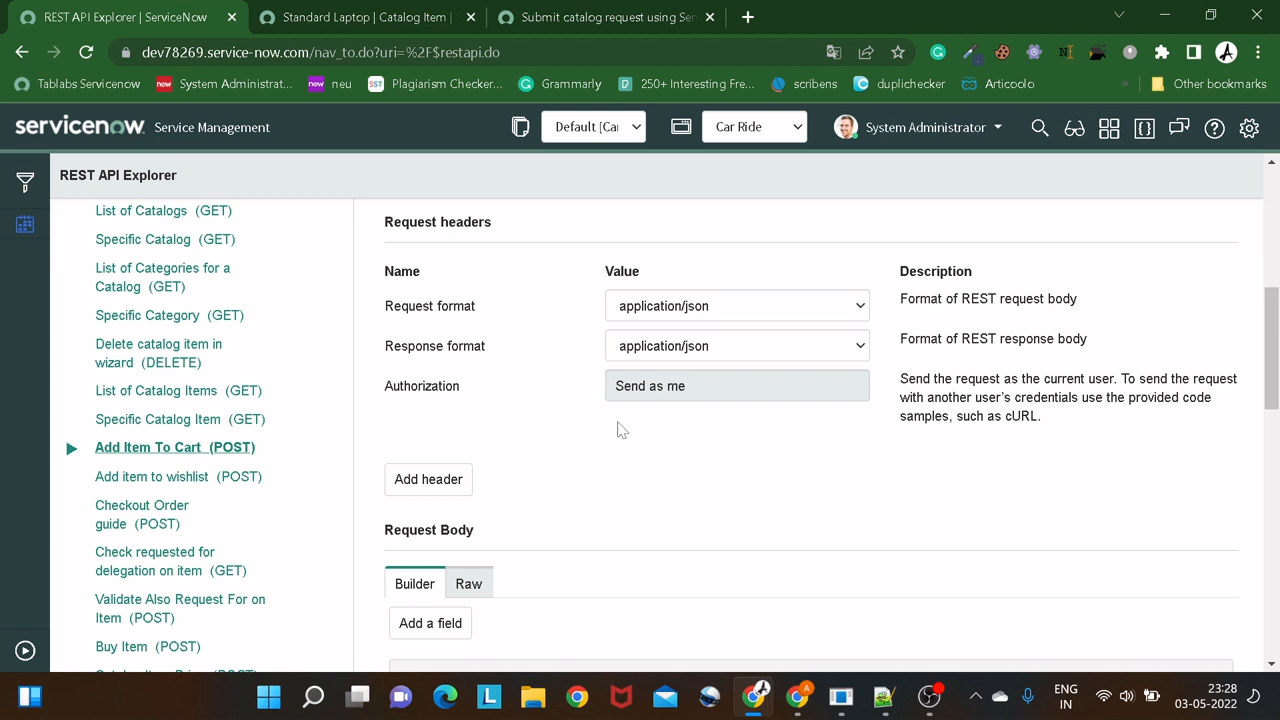 REST API Explorer | ServiceNow
Standard Laptop | Catalog Item |
Submit catalog request using Ser
dev78269.service-now.com/nav_to.do?uri=%2F$restapi.do
Tablabs Servicenow
now
System Administrat...
now
neu
SST
Plagiarism Checker...
Grammarly
250+ Interesting Fre...
scribens
duplichecker
Articoolo
»
Other bookmarks
servicenow
Service Management
Default [Ca
Car Ride
System Administrator
REST API Explorer
List of Catalogs (GET)
Specific Catalog (GET)
List of Categories for a
Catalog (GET)
Specific Category (GET)
Delete catalog item in
wizard (DELETE)
List of Catalog Items (GET)
Specific Catalog Item (GET)
Add Item To Cart (POST)
Add item to wishlist (POST)
Checkout Order
guide (POST)
Check requested for
delegation on item (GET)
Validate Also Request For on
Item (POST)
Buy Item (POST)
Request headers
Name Value Description
Request format application/json Format of REST request body
Response format application/json Format of REST response body
Authorization Send as me Send the request as the current user. To send the request
with another user's credentials use the provided code
samples, such as cURL.
Add header
Request Body
Builder Raw
Add a field
ENG
IN
23:28
03-05-2022